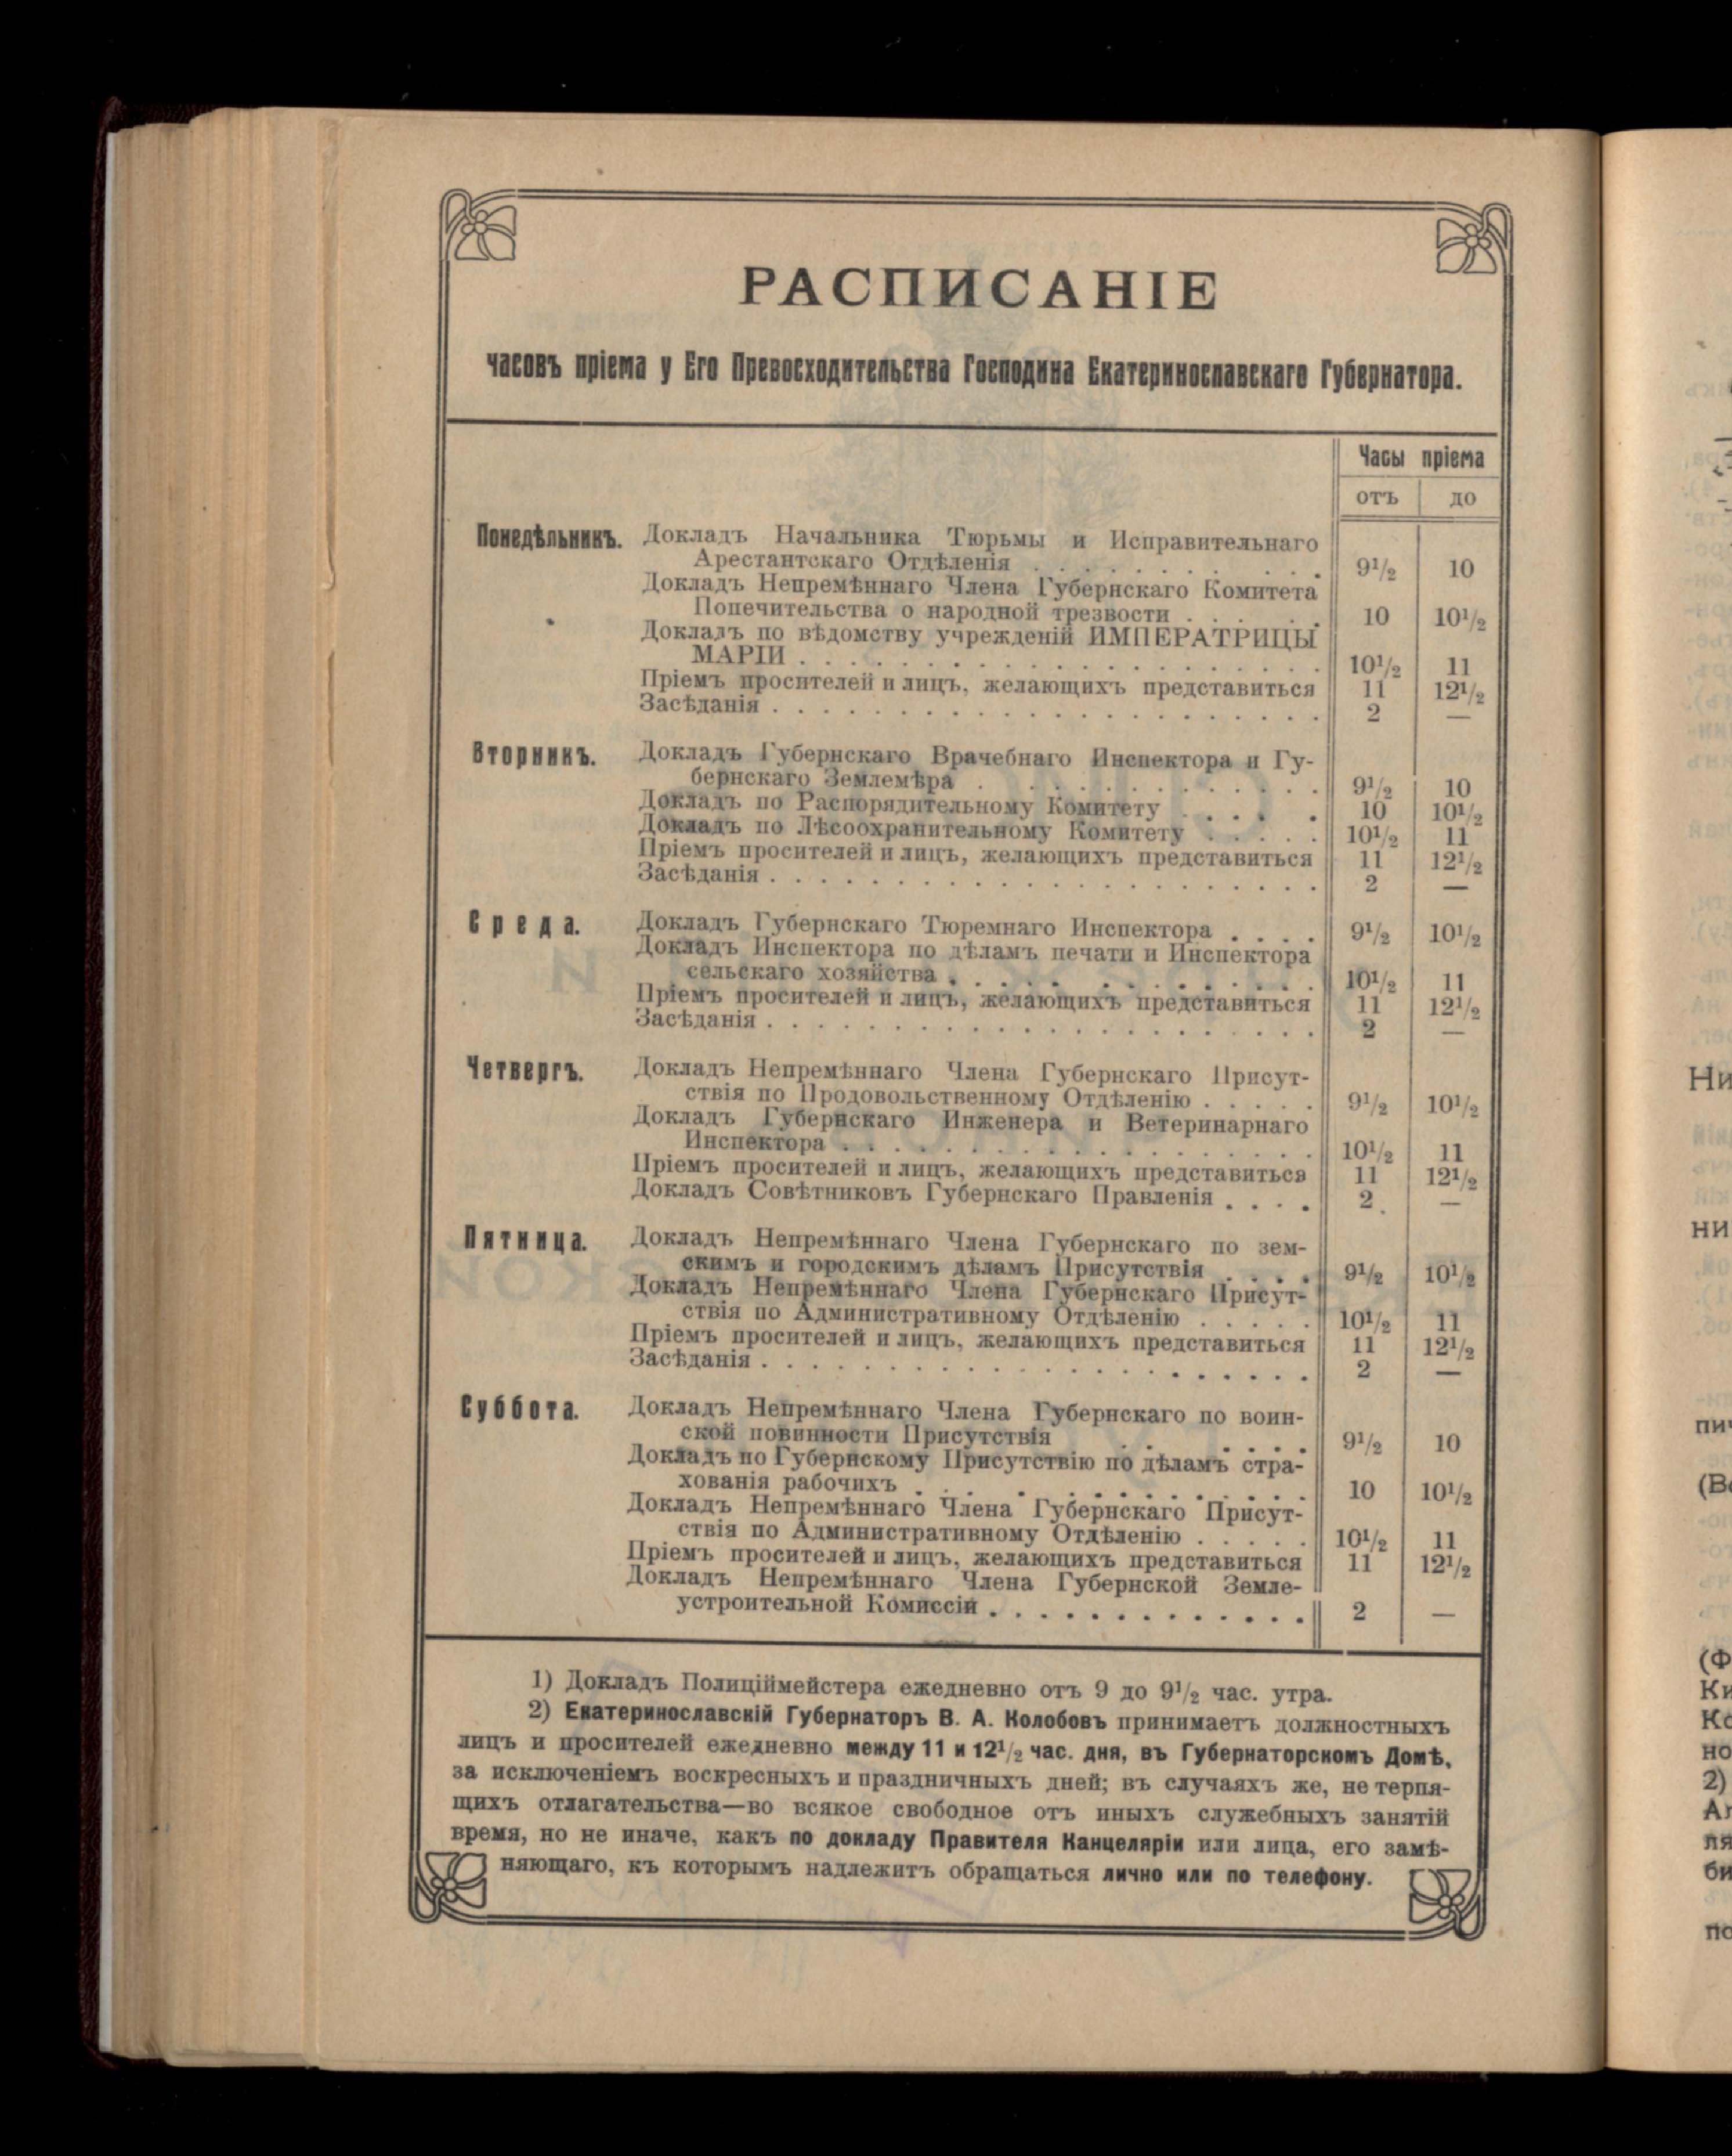 РАСПИСАНІЕ
часовъ пріема у Его Превосходительства Господина Екатеринославскаго Губернатора.
Часы пріема
отъ до
Понедѣльникъ. Докладъ Начальника Тюрьмы и Исправительнаго
Арестантскаго Отдѣленія . . . . . . . . . . . . 9½ 10
Докладъ Непремѣннаго Члена Губернскаго Комитета
Попечительства о народной трезвости . . . . . . 10 10½
Докладъ по вѣдомству учрежденій ИМПЕРАТРИЦЫ
МАРІИ . . . . . . . . . . . . . . . . . . . . . 10½ 11
Пріемъ просителей и лицъ, желающихъ представиться 11 12½
Засѣданія . . . . . . . . . . . . . . . . . . . . . . 2 —
Вторникъ. Докладъ Губернскаго Врачебнаго Инспектора и Гу-
бернскаго Землемѣра . . . . . . . . . . . . . . 9½ 10
Докладъ по Распорядительному Комитету . . . . . . 10 10½
Докладъ по Лѣсоохранительному Комитету . . . . . 10½ 11
Пріемъ просителей и лицъ, желающихъ представиться 11 12½
Засѣданія . . . . . . . . . . . . . . . . . . . . . . 2 —
Среда. Докладъ Губернскаго Тюремнаго Инспектора . . . . 9½ 10½
Докладъ Инспектора по дѣламъ печати и Инспектора
сельскаго хозяйства . . . . . . . . . . . . . . . 10½ 11
Пріемъ просителей и лицъ, желающихъ представиться 11 12½
Засѣданія . . . . . . . . . . . . . . . . . . . . . . 2 —
Четвергъ. Докладъ Непремѣннаго Члена Губернскаго Присут-
ствія по Продовольственному Отдѣленію . . . . . 9½ 10½
Докладъ Губернскаго Инженера и Ветеринарнаго
Инспектора . . . . . . . . . . . . . . . . . . . 10½ 11
Пріемъ просителей и лицъ, желающихъ представиться 11 12½
Докладъ Совѣтниковъ Губернскаго Правленія . . . . 2 —
Пятница. Докладъ Непремѣннаго Члена Губернскаго по зем-
скимъ и городскимъ дѣламъ Присутствія . . . . 9½ 10½
Докладъ Непремѣннаго Члена Губернскаго Присут-
ствія по Административному Отдѣленію . . . . . 10½ 11
Пріемъ просителей и лицъ, желающихъ представиться 11 12½
Засѣданія . . . . . . . . . . . . . . . . . . . . . . 2 —
Суббота. Докладъ Непремѣннаго Члена Губернскаго по воин-
ской повинности Присутствія . . . . . . . . 9½ 10
Докладъ по Губернскому Присутствію по дѣламъ стра-
хованія рабочихъ . . . . . . . . . . . . . . . . 10 10½
Докладъ Непремѣннаго Члена Губернскаго Присут-
ствія по Административному Отдѣленію . . . . . 10½ 11
Пріемъ просителей и лицъ, желающихъ представиться 11 12½
Докладъ Непремѣннаго Члена Губернской Земле-
устроительной Комиссіи . . . . . . . . . . . . . 2 —
1) Докладъ Полиціймейстера ежедневно отъ 9 до 9½ час. утра.
2) Екатеринославскій Губернаторъ В. А. Колобовъ принимаетъ должностныхъ
лицъ и просителей ежедневно между 11 и 12½ час. дня, въ Губернаторскомъ Домѣ,
за исключеніемъ воскресныхъ и праздничныхъ дней; въ случаяхъ же, не терпя-
щихъ отлагательства—во всякое свободное отъ иныхъ служебныхъ занятій
время, но не иначе, какъ по докладу Правителя Канцеляріи или лица, его замѣ-
няющаго, къ которымъ надлежитъ обращаться лично или по телефону.